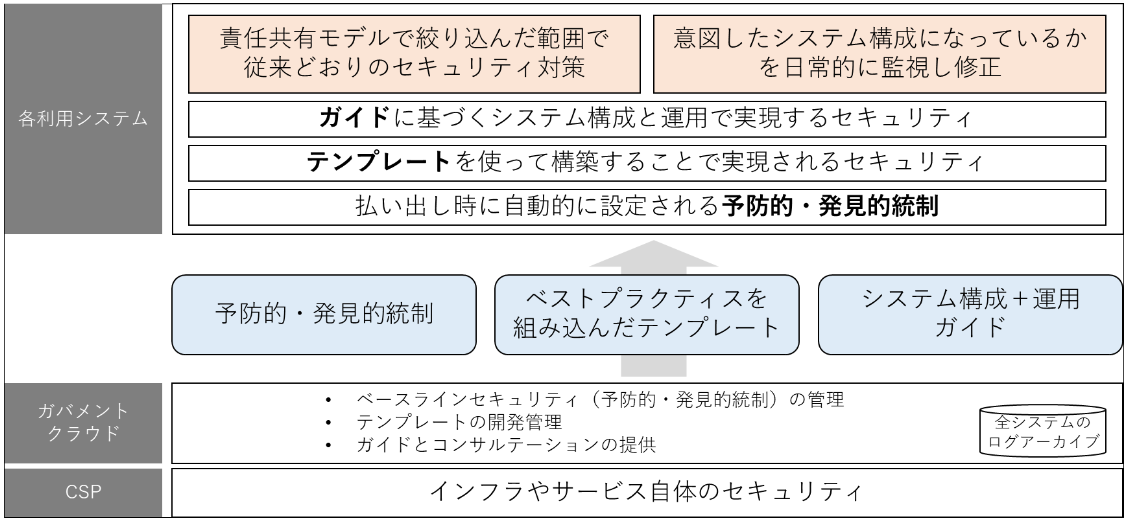 各利用システム
責任共有モデルで絞り込んだ範囲で
従来どおりのセキュリティ対策
意図したシステム構成になっているか
を日常的に監視し修正
ガイドに基づくシステム構成と運用で実現するセキュリティ
テンプレートを使って構築することで実現されるセキュリティ
払い出し時に自動的に設定される予防的・発見的統制
予防的・発見的統制
ベストプラクティスを
組み込んだテンプレート
システム構成＋運用
ガイド
ガバメント
クラウド
• ベースラインセキュリティ（予防的・発見的統制）の管理
• テンプレートの開発管理
• ガイドとコンサルテーションの提供
全システムの
ログアーカイブ
CSP
インフラやサービス自体のセキュリティ